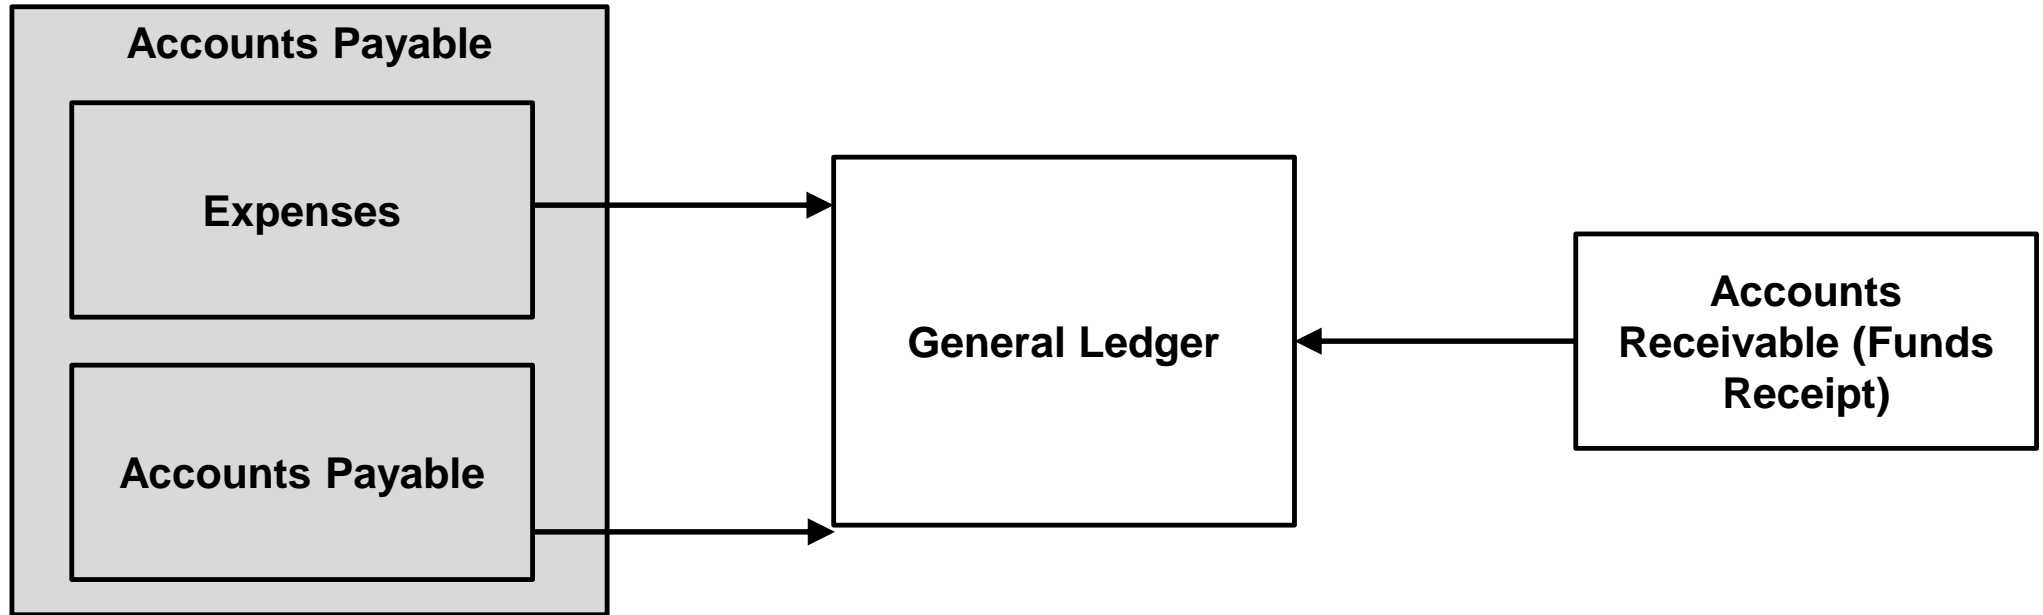 Accounts Payable
Expenses
Accounts Payable
General Ledger
Accounts
Receivable (Funds
Receipt)